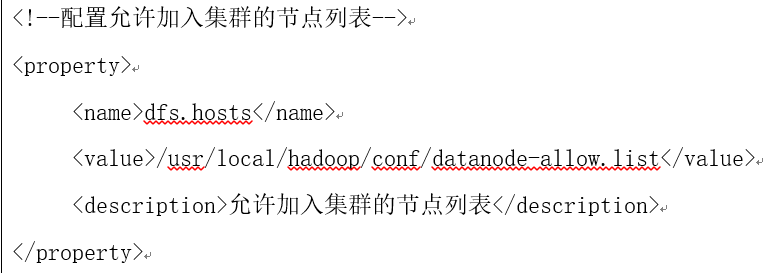 <!--配置允许加入集群的节点列表-->
<property>
<name>dfs.hosts</name>
<value>/usr/local/hadoop/conf/datanode-allow.list</value>
<description>允许加入集群的节点列表</description>
</property>